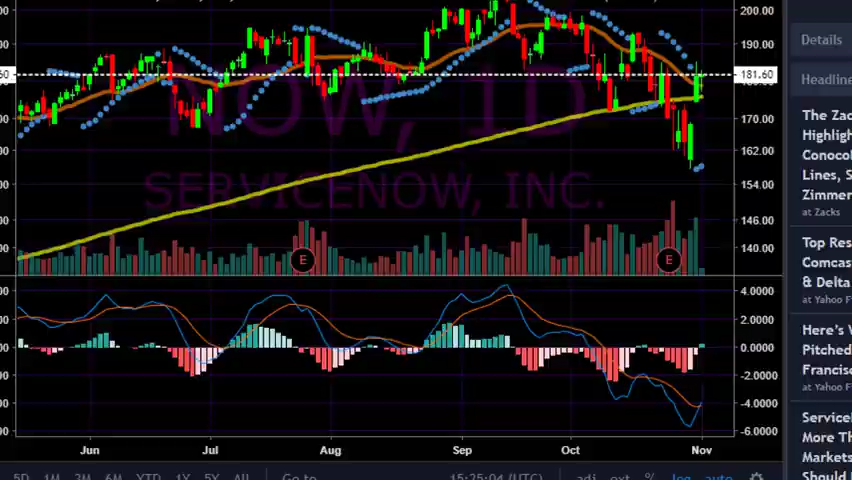 200.00
190.00
NOW, 1D
181.60
170.00
162.00
154.00
SERVICENOW, INC.
146.00
140.00
E
E
4.0000
2.0000
0.0000
-2.0000
-4.0000
-6.0000
Jun
Jul
Aug
Sep
Oct
Nov
5D 1M 3M 6M YTD 1Y 5Y All Go to... 15:25:04 (UTC) adj ext % log auto
Details
Headline
The Zac
Highligh
Conoco
Lines, S
Zimmer
at Zacks
Top Res
Comcas
& Delta
at Yahoo F
Here's V
Pitched
Francis
at Yahoo F
Service
More Th
Markets
Should